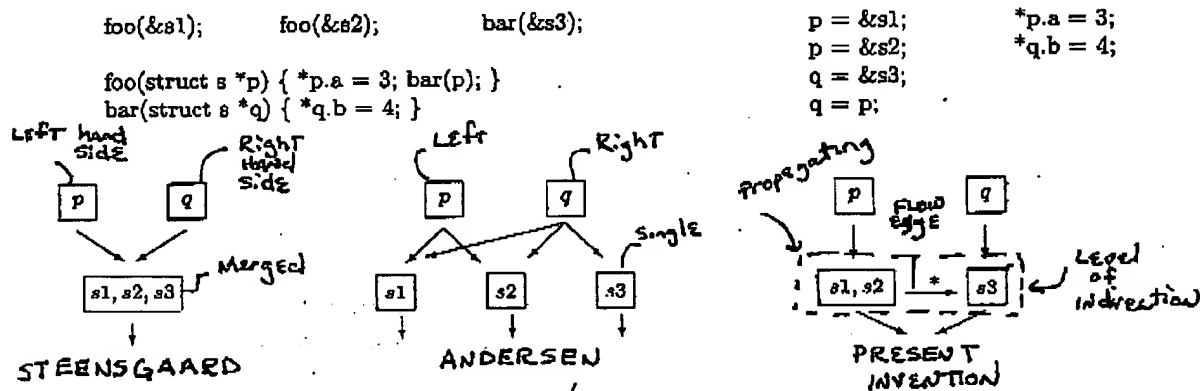 foo(&s1); foo(&s2); bar(&s3);
foo(struct s *p) { *p.a = 3; bar(p); }
bar(struct s *q) { *q.b = 4; }
p = &s1; *p.a = 3;
p = &s2; *q.b = 4;
q = &s3;
q = p;
LEFT hand
SIDE
RIGHT
HAND
SIDE
p
q
s1, s2, s3
MERGED
STEENSGAARD
LEFT
RIGHT
p
q
SINGLE
s1
s2
s3
ANDERSEN
PROPAGATING
p
q
FLOW
EDGE
s1, s2
*
s3
LEVEL
OF
INDIRECTION
PRESENT
INVENTION